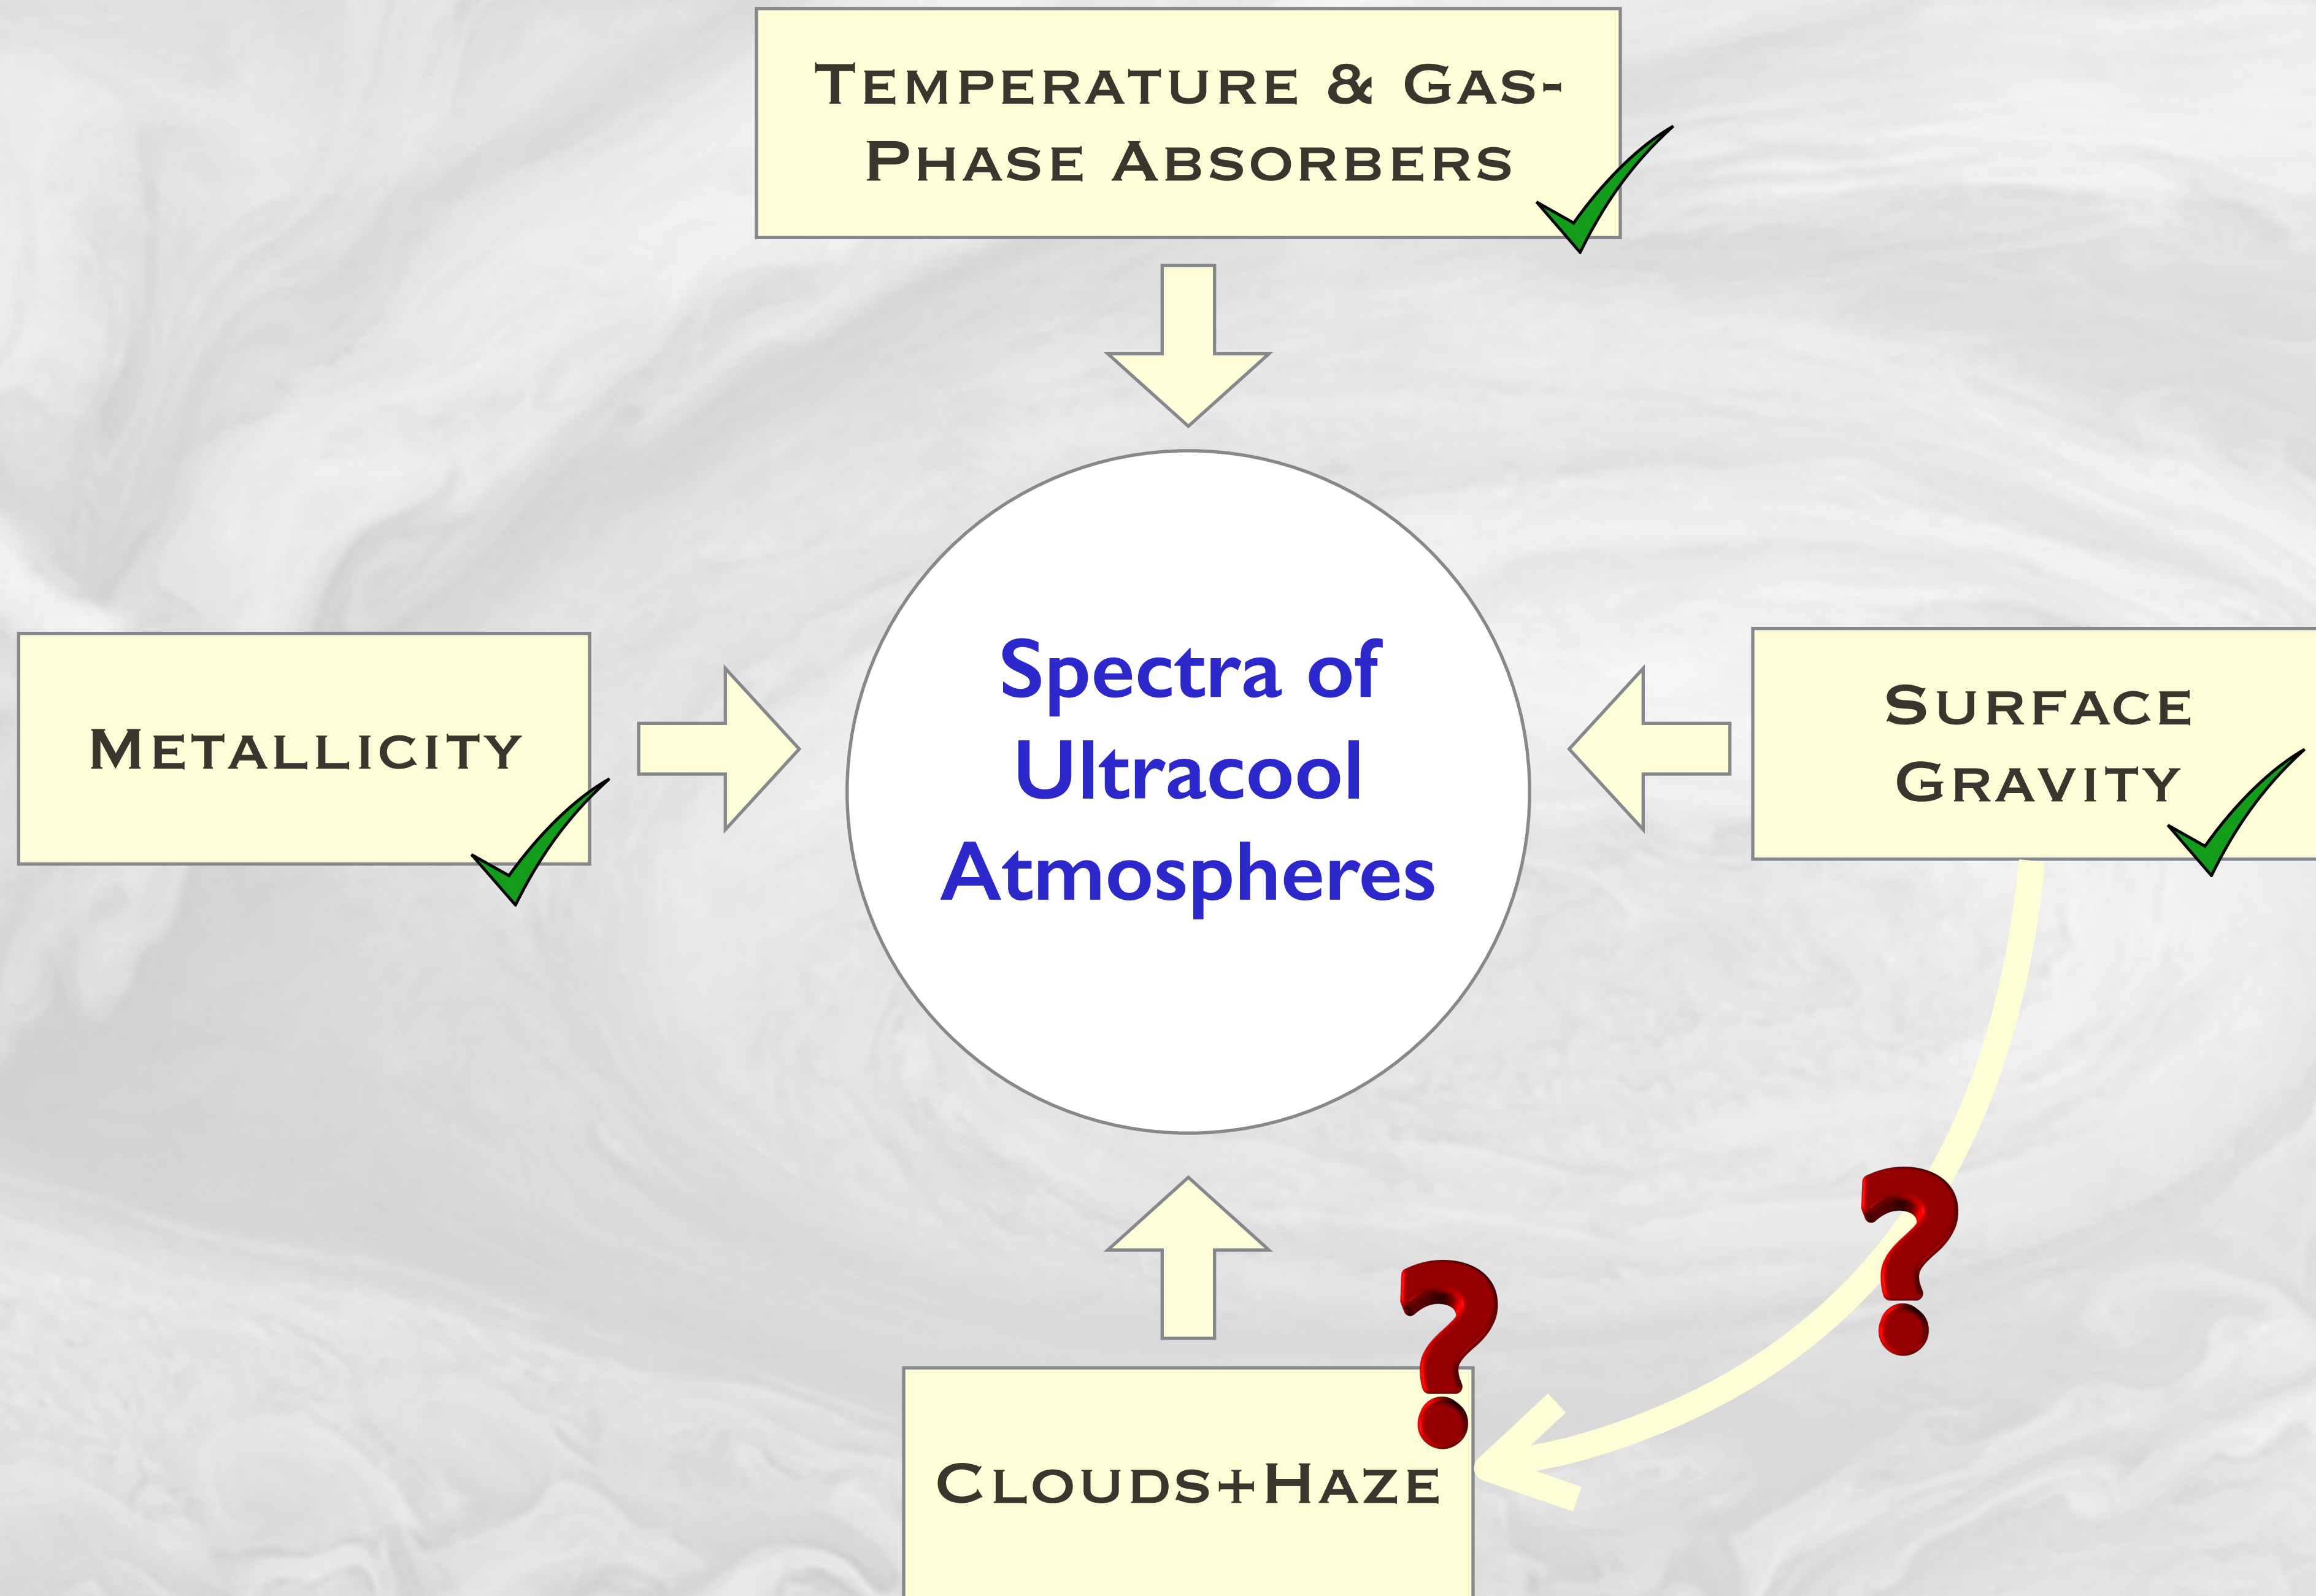 TEMPERATURE & GAS-
PHASE ABSORBERS
METALLICITY
Spectra of
Ultracool
Atmospheres
SURFACE
GRAVITY
?
?
CLOUDS+HAZE